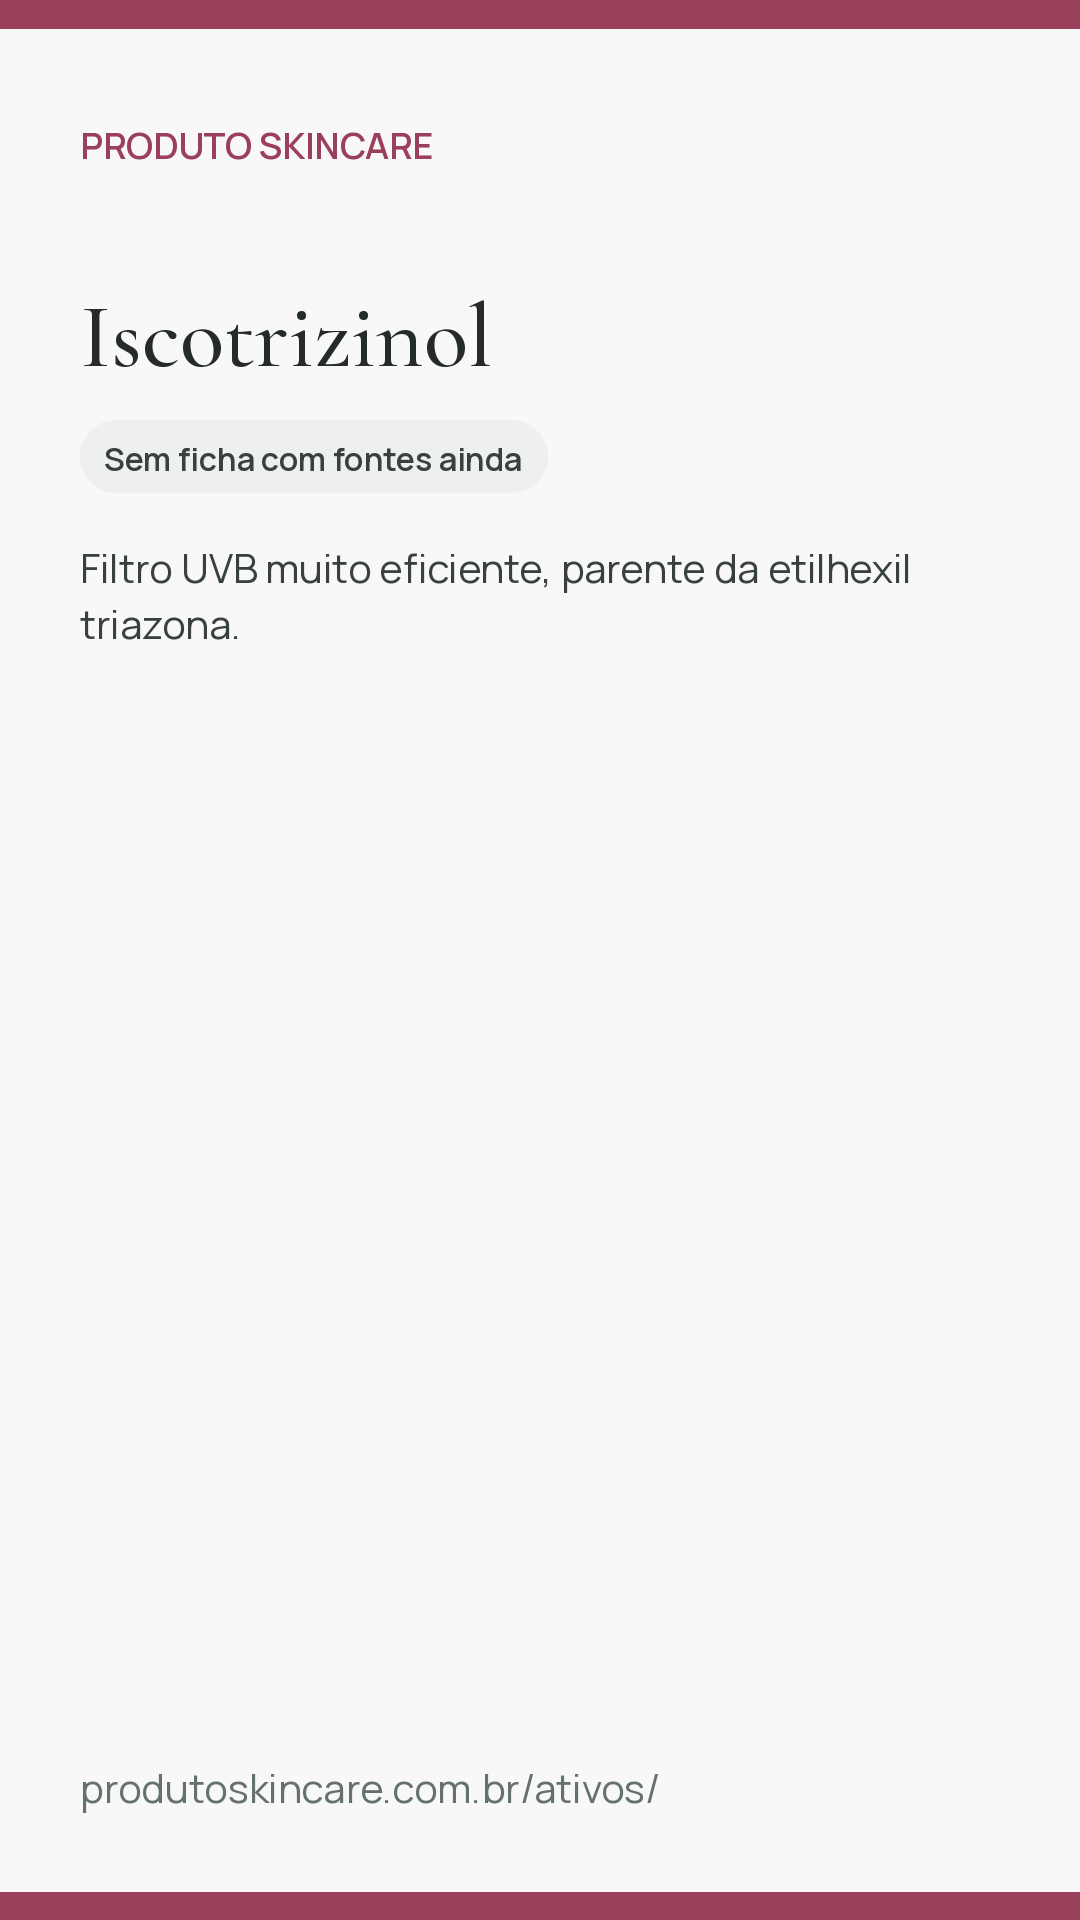 PRODUTO SKINCARE
Iscotrizinol
Sem ficha com fontes ainda
Filtro UVB muito eficiente, parente da etilhexil
triazona.
produtoskincare.com.br/ativos/